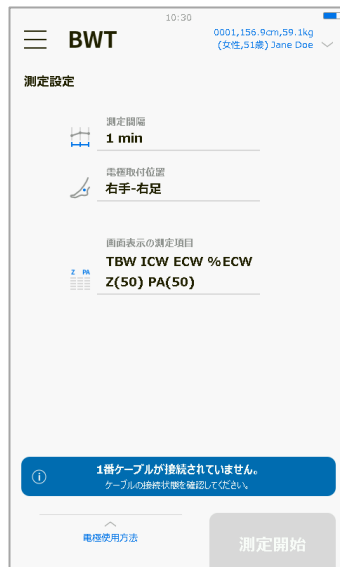 10:30
BWT
0001,156.9cm,59.1kg
(女性,51歳) Jane Doe
測定設定
測定間隔
1 min
電極取付位置
右手-右足
画面表示の測定項目
TBW ICW ECW %ECW
Z(50) PA(50)
Z PA
1番ケーブルが接続されていません。
ケーブルの接続状態を確認してください。
電極使用方法
測定開始